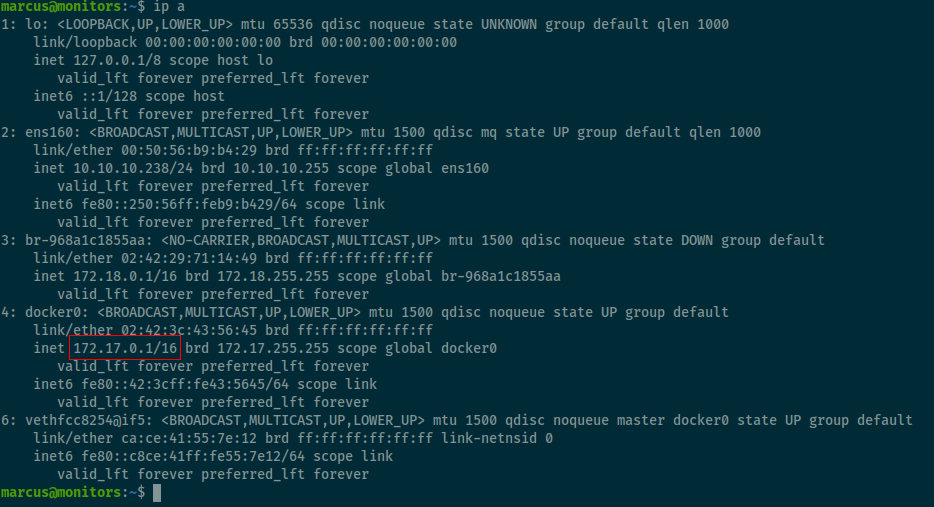 marcus@monitors:~$ ip a
1: lo: <LOOPBACK,UP,LOWER_UP> mtu 65536 qdisc noqueue state UNKNOWN group default qlen 1000
    link/loopback 00:00:00:00:00:00 brd 00:00:00:00:00:00
    inet 127.0.0.1/8 scope host lo
       valid_lft forever preferred_lft forever
    inet6 ::1/128 scope host
       valid_lft forever preferred_lft forever
2: ens160: <BROADCAST,MULTICAST,UP,LOWER_UP> mtu 1500 qdisc mq state UP group default qlen 1000
    link/ether 00:50:56:b9:b4:29 brd ff:ff:ff:ff:ff:ff
    inet 10.10.10.238/24 brd 10.10.10.255 scope global ens160
       valid_lft forever preferred_lft forever
    inet6 fe80::250:56ff:feb9:b429/64 scope link
       valid_lft forever preferred_lft forever
3: br-968a1c1855aa: <NO-CARRIER,BROADCAST,MULTICAST,UP> mtu 1500 qdisc noqueue state DOWN group default
    link/ether 02:42:29:71:14:49 brd ff:ff:ff:ff:ff:ff
    inet 172.18.0.1/16 brd 172.18.255.255 scope global br-968a1c1855aa
       valid_lft forever preferred_lft forever
4: docker0: <BROADCAST,MULTICAST,UP,LOWER_UP> mtu 1500 qdisc noqueue state UP group default
    link/ether 02:42:3c:43:56:45 brd ff:ff:ff:ff:ff:ff
    inet 172.17.0.1/16 brd 172.17.255.255 scope global docker0
       valid_lft forever preferred_lft forever
    inet6 fe80::42:3cff:fe43:5645/64 scope link
       valid_lft forever preferred_lft forever
6: vethfcc8254@if5: <BROADCAST,MULTICAST,UP,LOWER_UP> mtu 1500 qdisc noqueue master docker0 state UP group default
    link/ether ca:ce:41:55:7e:12 brd ff:ff:ff:ff:ff:ff link-netnsid 0
    inet6 fe80::c8ce:41ff:fe55:7e12/64 scope link
       valid_lft forever preferred_lft forever
marcus@monitors:~$